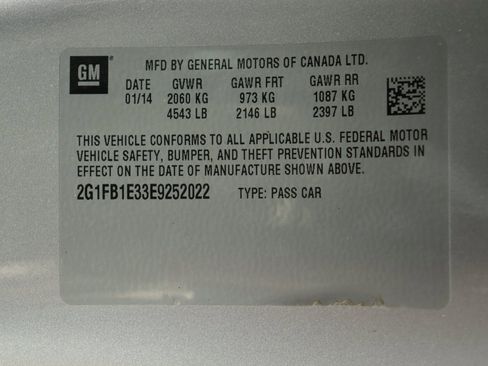 GM
MFD BY GENERAL MOTORS OF CANADA LTD.
DATE GVWR GAWR FRT GAWR RR
01/14 2060 KG 973 KG 1087 KG
4543 LB 2146 LB 2397 LB
THIS VEHICLE CONFORMS TO ALL APPLICABLE U.S. FEDERAL MOTOR
VEHICLE SAFETY, BUMPER, AND THEFT PREVENTION STANDARDS IN
EFFECT ON THE DATE OF MANUFACTURE SHOWN ABOVE.
2G1FB1E33E9252022 TYPE: PASS CAR